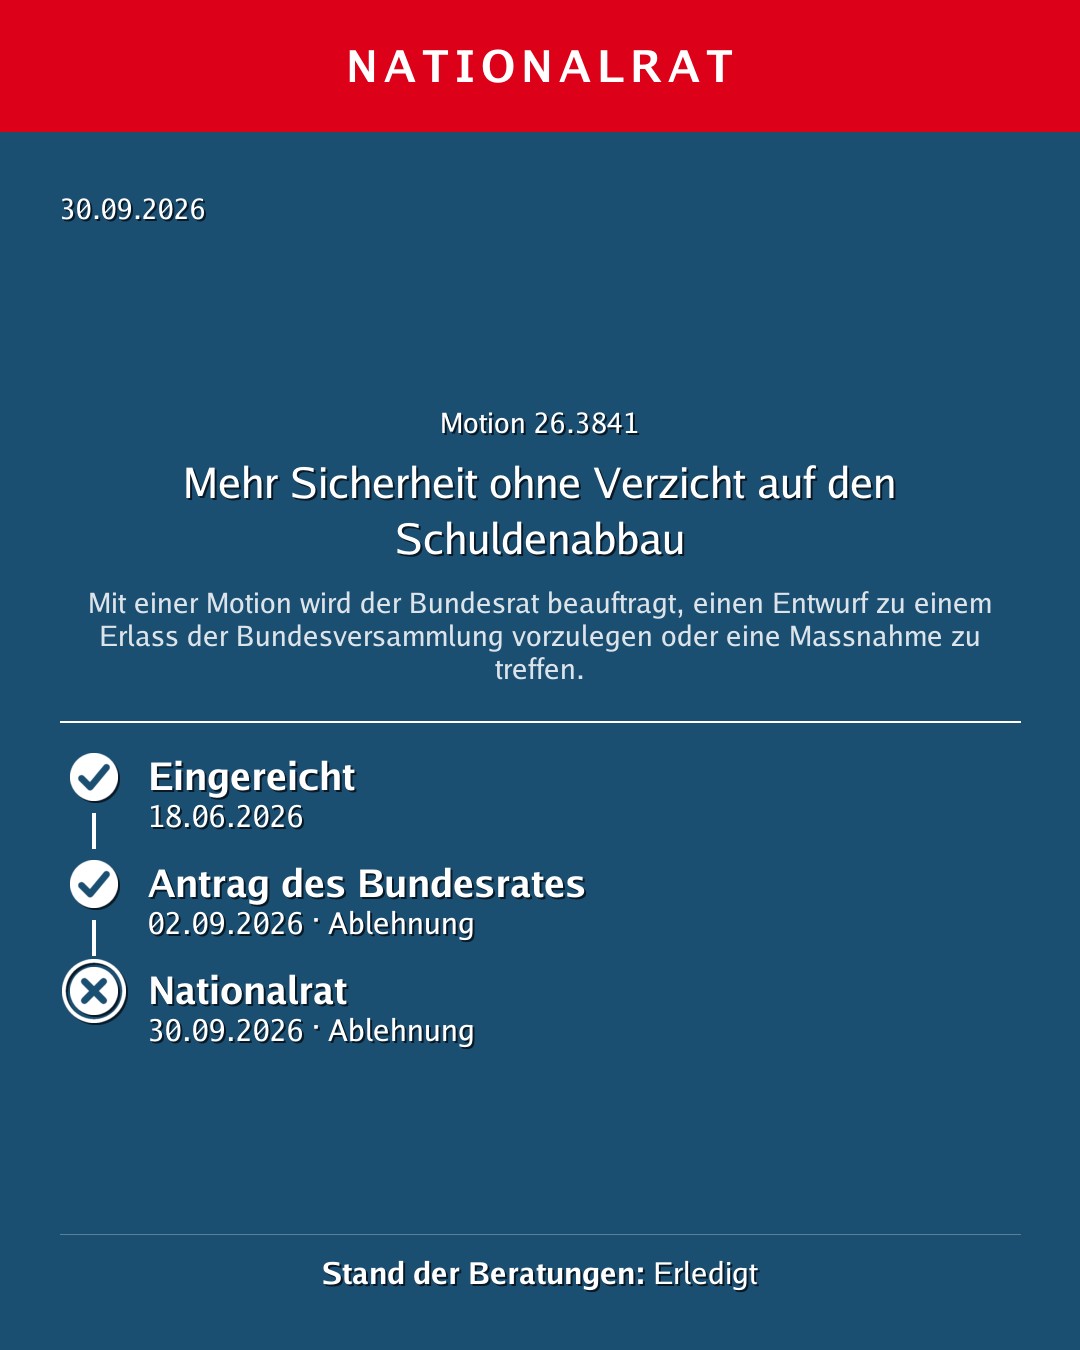 NATIONALRAT
30.09.2026
Motion 26.3841
Mehr Sicherheit ohne Verzicht auf den
Schuldenabbau
Mit einer Motion wird der Bundesrat beauftragt, einen Entwurf zu einem
Erlass der Bundesversammlung vorzulegen oder eine Massnahme zu
treffen.
Eingereicht
18.06.2026
Antrag des Bundesrates
02.09.2026 · Ablehnung
Nationalrat
30.09.2026 · Ablehnung
Stand der Beratungen: Erledigt